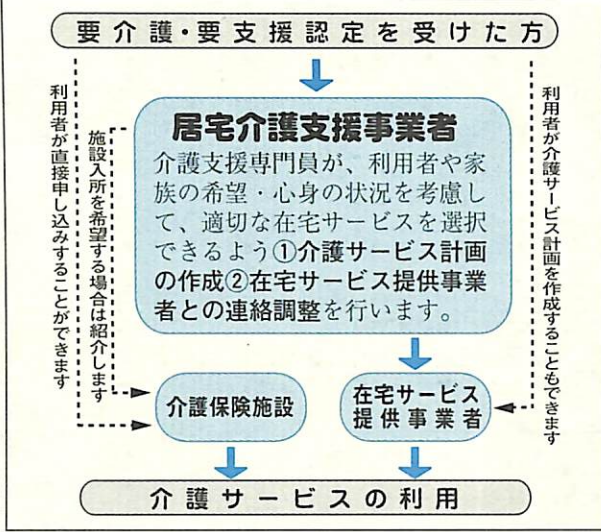 要介護・要支援認定を受けた方
利用者が直接申し込みすることができます
施設入所を希望する場合は紹介します
居宅介護支援事業者
介護支援専門員が、利用者や家
族の希望・心身の状況を考慮し
て、適切な在宅サービスを選択
できるよう①介護サービス計画
の作成②在宅サービス提供事業
者との連絡調整を行います。
利用者が介護サービス計画を作成することもできます
介護保険施設
在宅サービス
提供事業者
介護サービスの利用